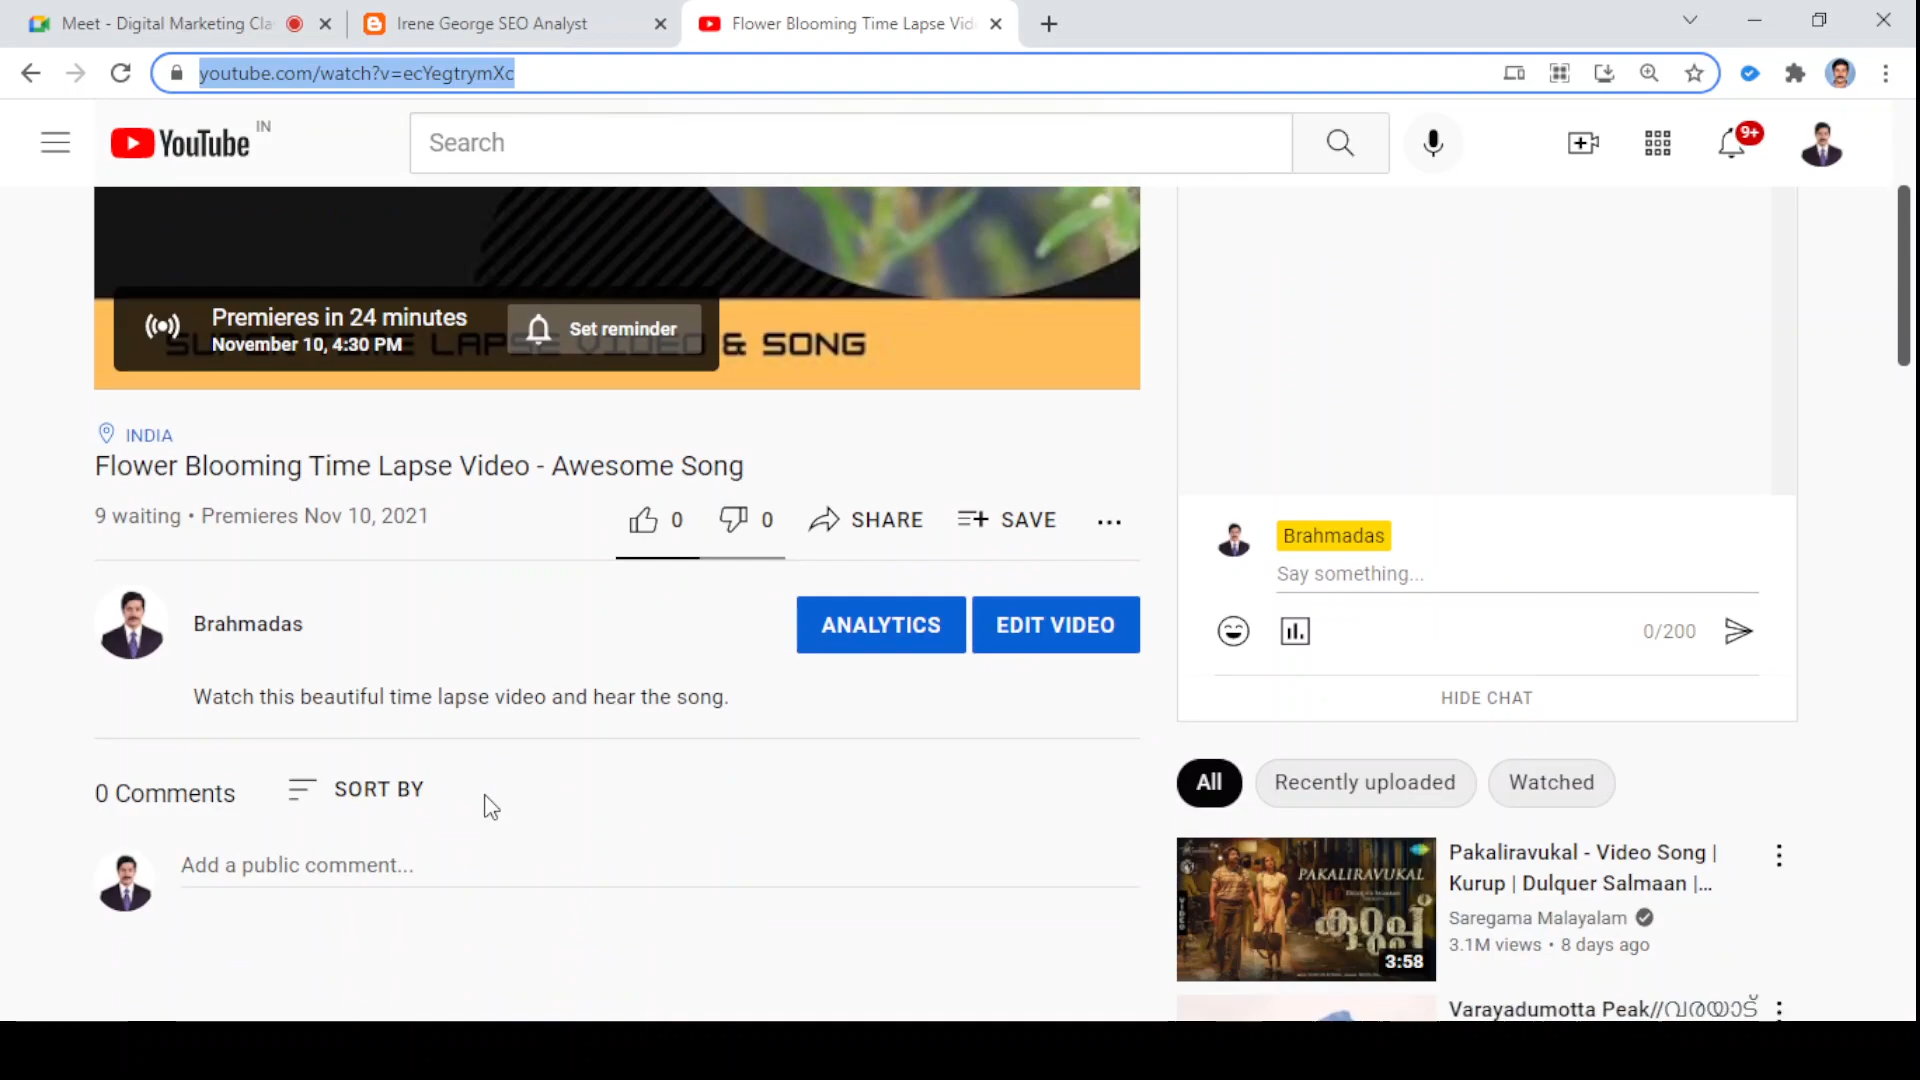 Meet - Digital Marketing Cla
Irene George SEO Analyst
Flower Blooming Time Lapse Vid
youtube.com/watch?v=ecYegtrymXc
YouTube IN
Search
9+
Premieres in 24 minutes
November 10, 4:30 PM
Set reminder
SUPER TIME LAPSE VIDEO & SONG
INDIA
Flower Blooming Time Lapse Video - Awesome Song
9 waiting • Premieres Nov 10, 2021
0
0
SHARE
SAVE
Brahmadas
ANALYTICS
EDIT VIDEO
Watch this beautiful time lapse video and hear the song.
0 Comments
SORT BY
Add a public comment...
Brahmadas
Say something...
0/200
HIDE CHAT
All
Recently uploaded
Watched
PAKALIRAVUKAL
കുറുപ്പ്
3:58
Pakaliravukal - Video Song |
Kurup | Dulquer Salmaan |...
Saregama Malayalam
3.1M views • 8 days ago
Varayadumotta Peak//വരയാട്